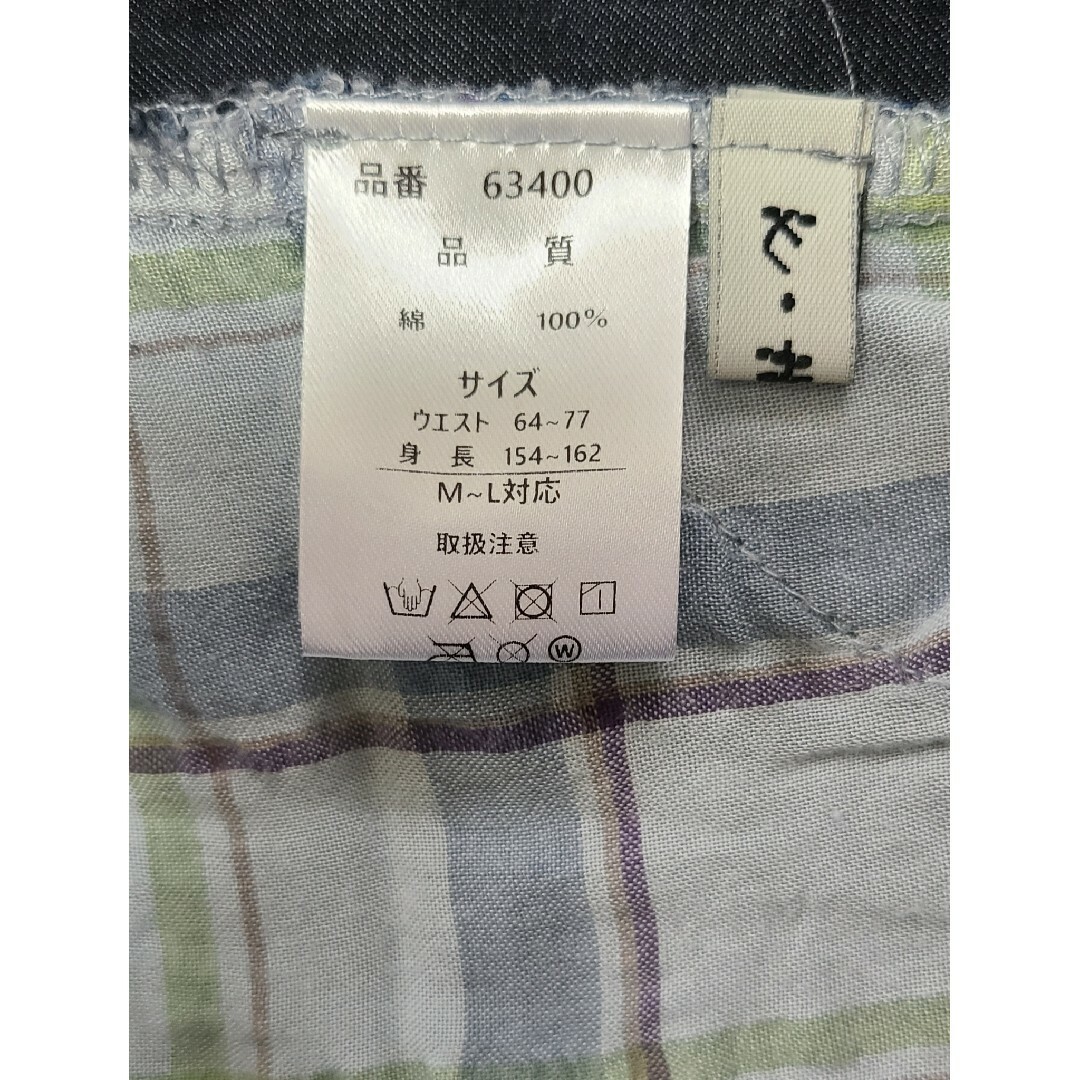 品番 63400
品 質
綿 100%
サイズ
ウエスト 64~77
身 長 154~162
M~L対応
取扱注意
W